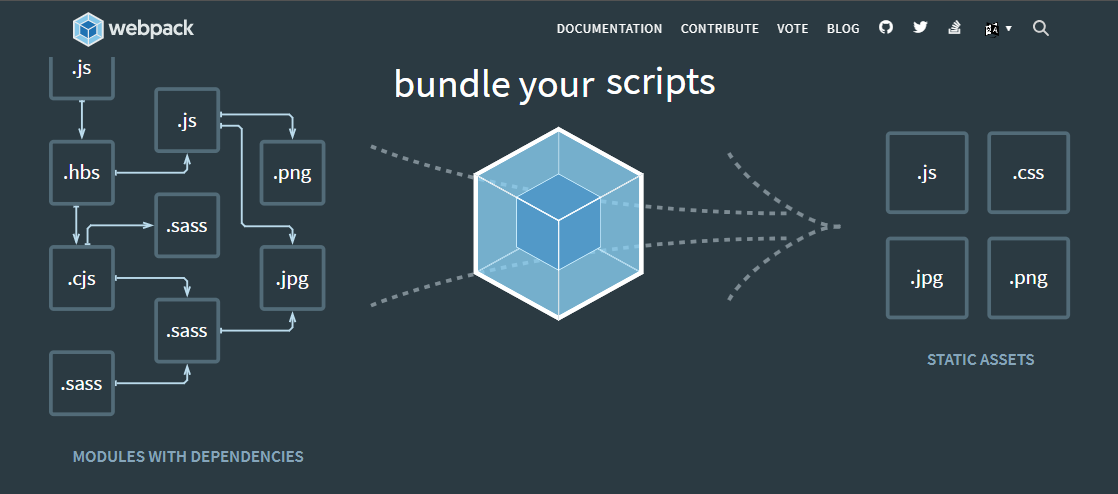 webpack
DOCUMENTATION CONTRIBUTE VOTE BLOG
bundle your scripts
.js
.js
.hbs
.png
.sass
.cjs
.jpg
.sass
.sass
MODULES WITH DEPENDENCIES
.js .css
.jpg .png
STATIC ASSETS